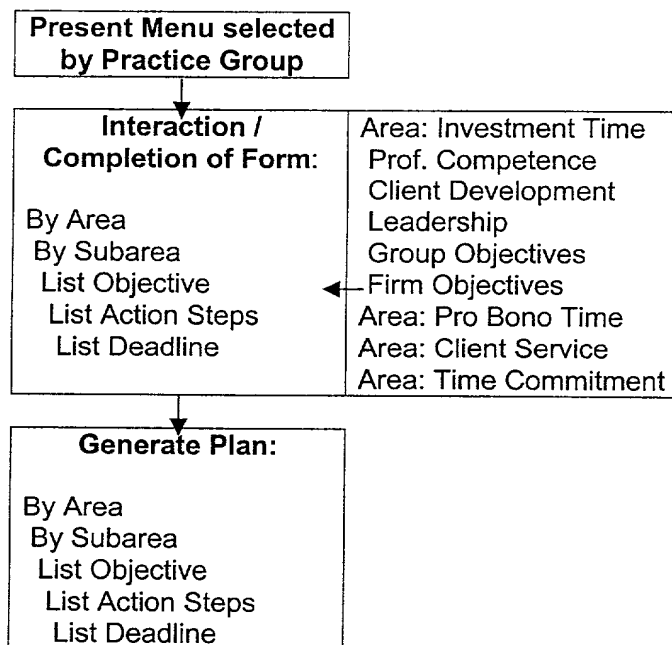 Present Menu selected
by Practice Group
Interaction /
Completion of Form:
By Area
By Subarea
List Objective
List Action Steps
List Deadline
Area: Investment Time
Prof. Competence
Client Development
Leadership
Group Objectives
Firm Objectives
Area: Pro Bono Time
Area: Client Service
Area: Time Commitment
Generate Plan:
By Area
By Subarea
List Objective
List Action Steps
List Deadline